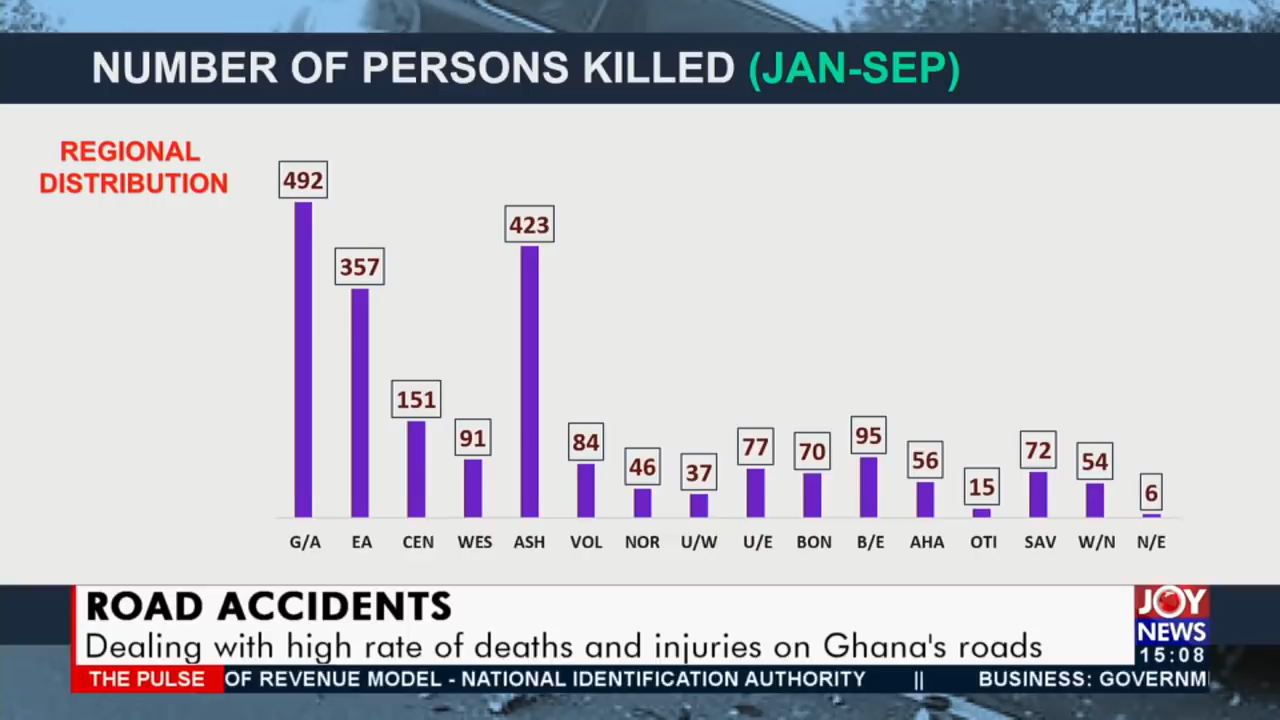 NUMBER OF PERSONS KILLED (JAN-SEP)
REGIONAL
DISTRIBUTION
492
357
151
91
423
84
46
37
77
70
95
56
15
72
54
6
G/A EA CEN WES ASH VOL NOR U/W U/E BON B/E AHA OTI SAV W/N N/E
ROAD ACCIDENTS
Dealing with high rate of deaths and injuries on Ghana's roads
JOY
NEWS
15:08
THE PULSE OF REVENUE MODEL - NATIONAL IDENTIFICATION AUTHORITY || BUSINESS: GOVERNM